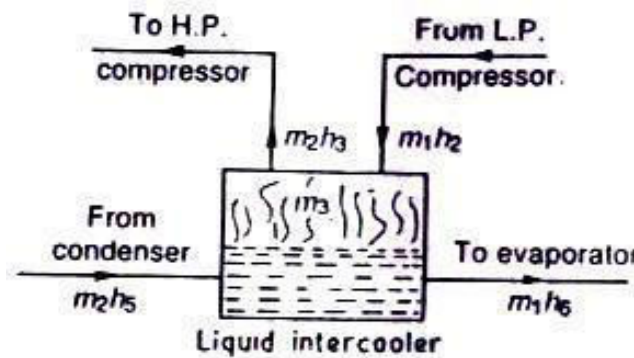 To H.P.
compressor
From L.P.
Compressor.
m₂h₃
m₁h₂
m₃
From
condenser
m₂h₅
To evaporator
m₁h₆
Liquid intercooler